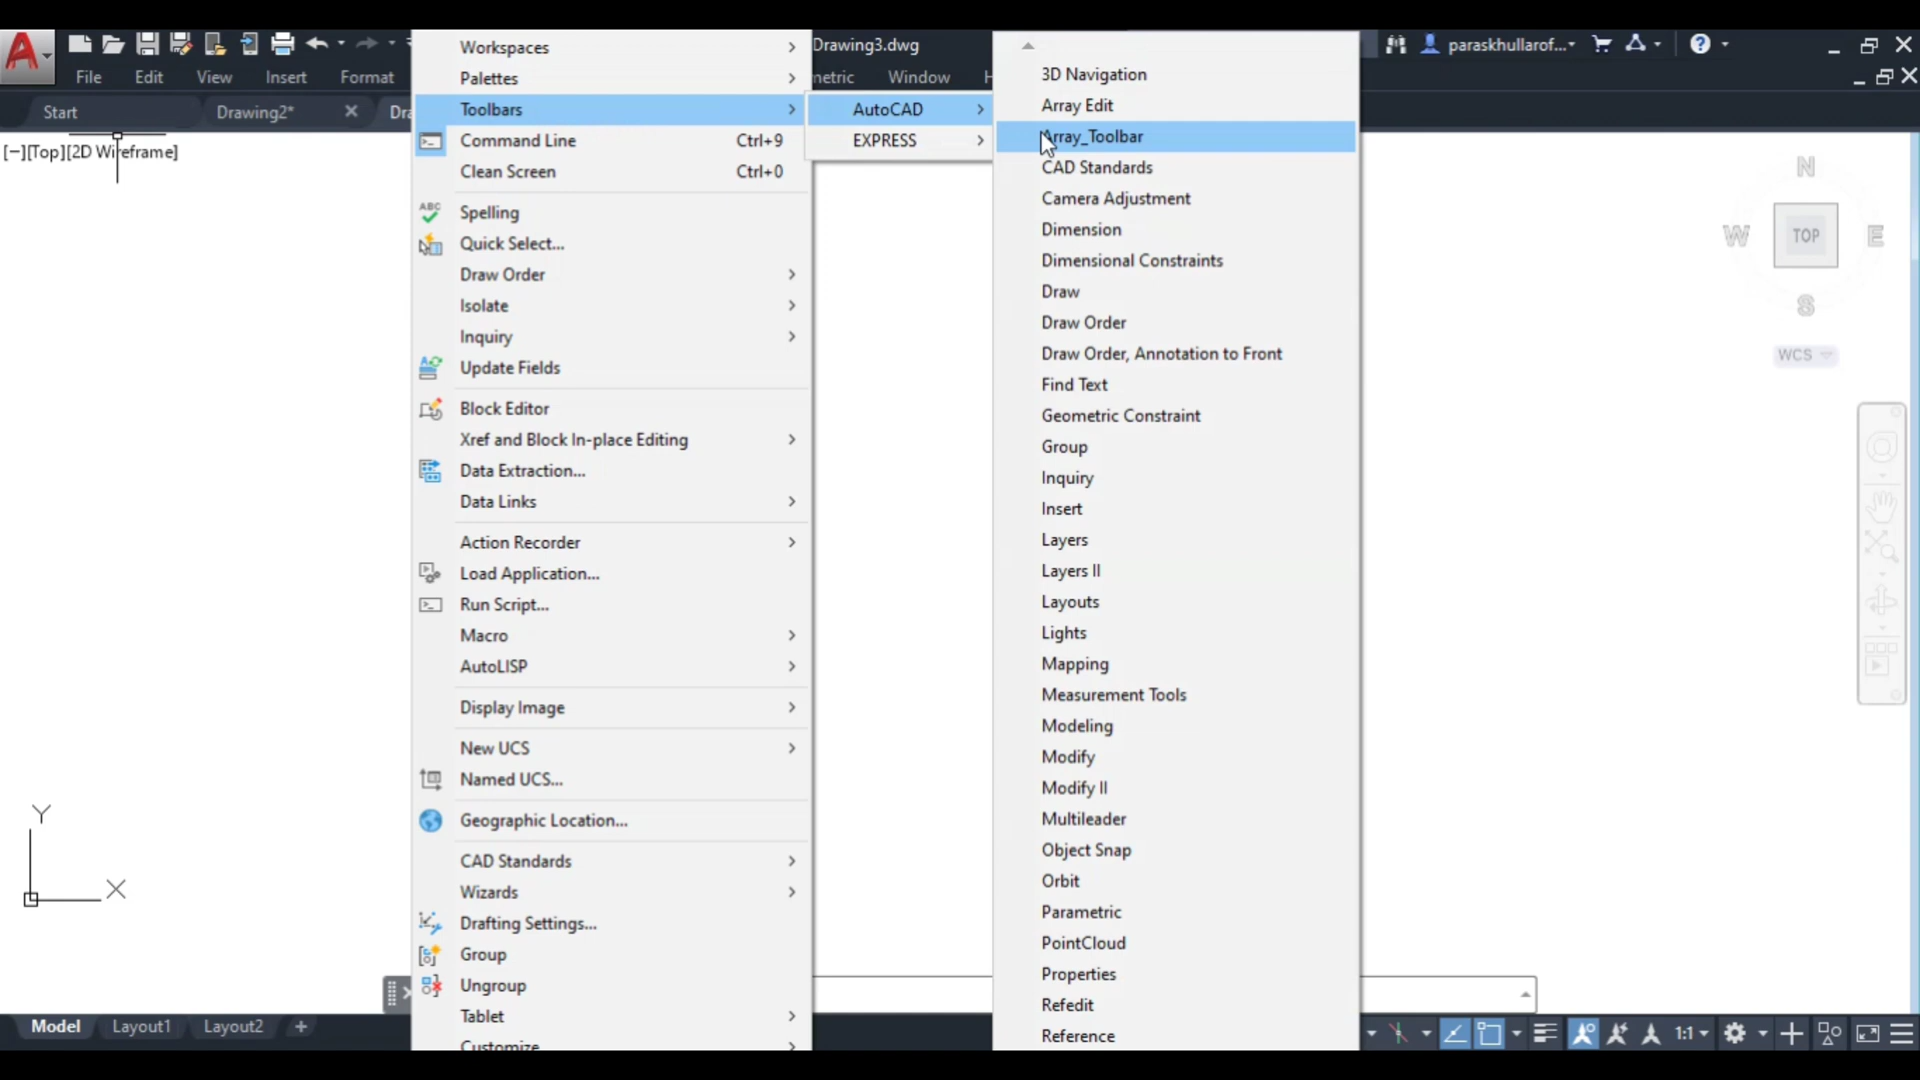 Drawing3.dwg
paraskhullarof...
File Edit View Insert Format
metric Window H
Start Drawing2*
[−][Top][2D Wireframe]
Workspaces
Palettes
Toolbars
Command Line Ctrl+9
Clean Screen Ctrl+0
ABC
Spelling
Quick Select...
Draw Order
Isolate
Inquiry
Update Fields
Block Editor
Xref and Block In-place Editing
Data Extraction...
Data Links
Action Recorder
Load Application...
Run Script...
Macro
AutoLISP
Display Image
New UCS
Named UCS...
Geographic Location...
CAD Standards
Wizards
Drafting Settings...
Group
Ungroup
Tablet
Customize
AutoCAD
EXPRESS
3D Navigation
Array Edit
Array_Toolbar
CAD Standards
Camera Adjustment
Dimension
Dimensional Constraints
Draw
Draw Order
Draw Order, Annotation to Front
Find Text
Geometric Constraint
Group
Inquiry
Insert
Layers
Layers II
Layouts
Lights
Mapping
Measurement Tools
Modeling
Modify
Modify II
Multileader
Object Snap
Orbit
Parametric
PointCloud
Properties
Refedit
Reference
N
W TOP E
S
WCS
Y
X
Model Layout1 Layout2 +
1:1